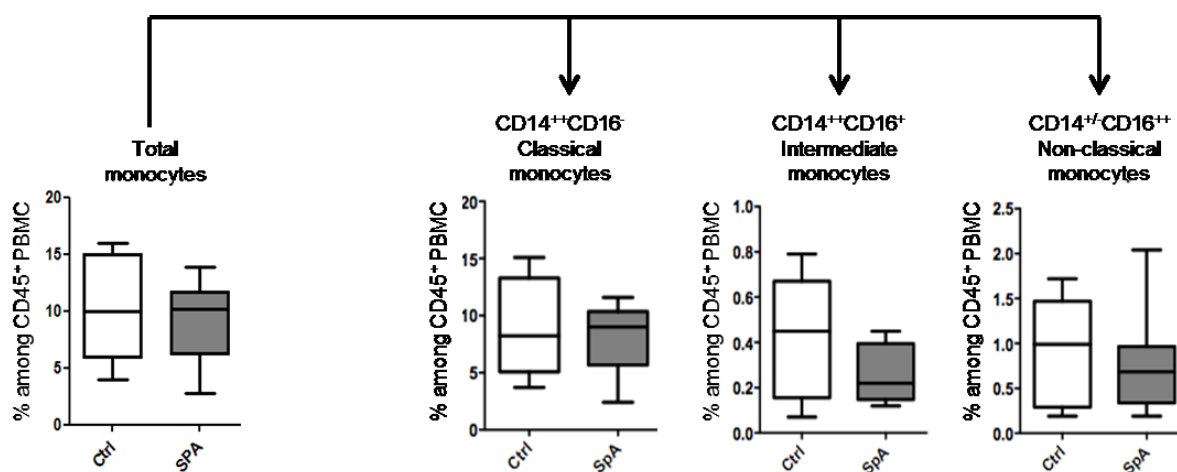 Total
monocytes
CD14⁺⁺CD16⁻
Classical
monocytes
CD14⁺⁺CD16⁺
Intermediate
monocytes
CD14⁺/⁻CD16⁺⁺
Non-classical
monocytes
% among CD45⁺ PBMC
20
15
10
5
0
Ctrl
SPA
% among CD45⁺ PBMC
20
15
10
5
0
Ctrl
SpA
% among CD45⁺ PBMC
1.0
0.8
0.6
0.4
0.2
0.0
Ctrl
SpA
% among CD45⁺ PBMC
2.5
2.0
1.5
1.0
0.5
0.0
Ctrl
SpA